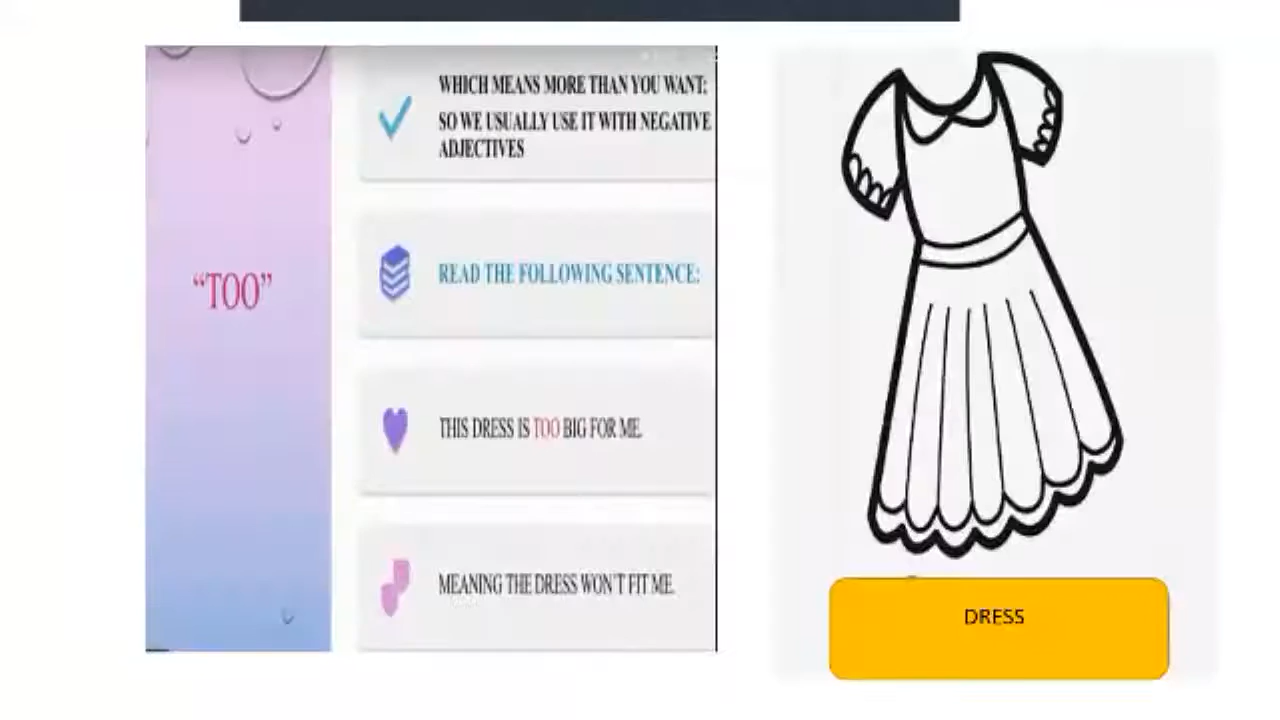 “TOO”
WHICH MEANS MORE THAN YOU WANT:
SO WE USUALLY USE IT WITH NEGATIVE
ADJECTIVES
READ THE FOLLOWING SENTENCE:
THIS DRESS IS TOO BIG FOR ME.
MEANING THE DRESS WON'T FIT ME.
DRESS